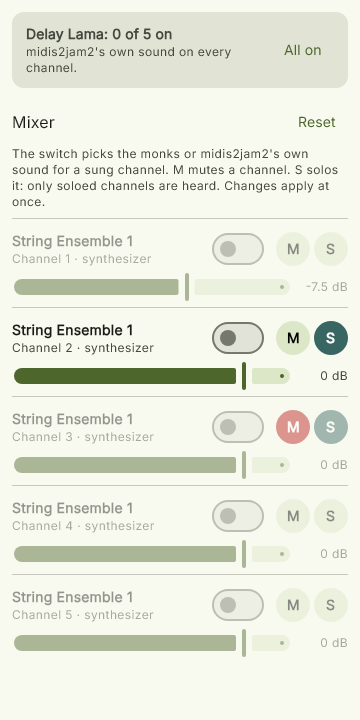 Delay Lama: 0 of 5 on
midis2jam2's own sound on every
channel.
All on
Mixer
Reset
The switch picks the monks or midis2jam2's own
sound for a sung channel. M mutes a channel. S solos
it: only soloed channels are heard. Changes apply at
once.
String Ensemble 1
Channel 1 · synthesizer
M S
-7.5 dB
String Ensemble 1
Channel 2 · synthesizer
M S
0 dB
String Ensemble 1
Channel 3 · synthesizer
M S
0 dB
String Ensemble 1
Channel 4 · synthesizer
M S
0 dB
String Ensemble 1
Channel 5 · synthesizer
M S
0 dB